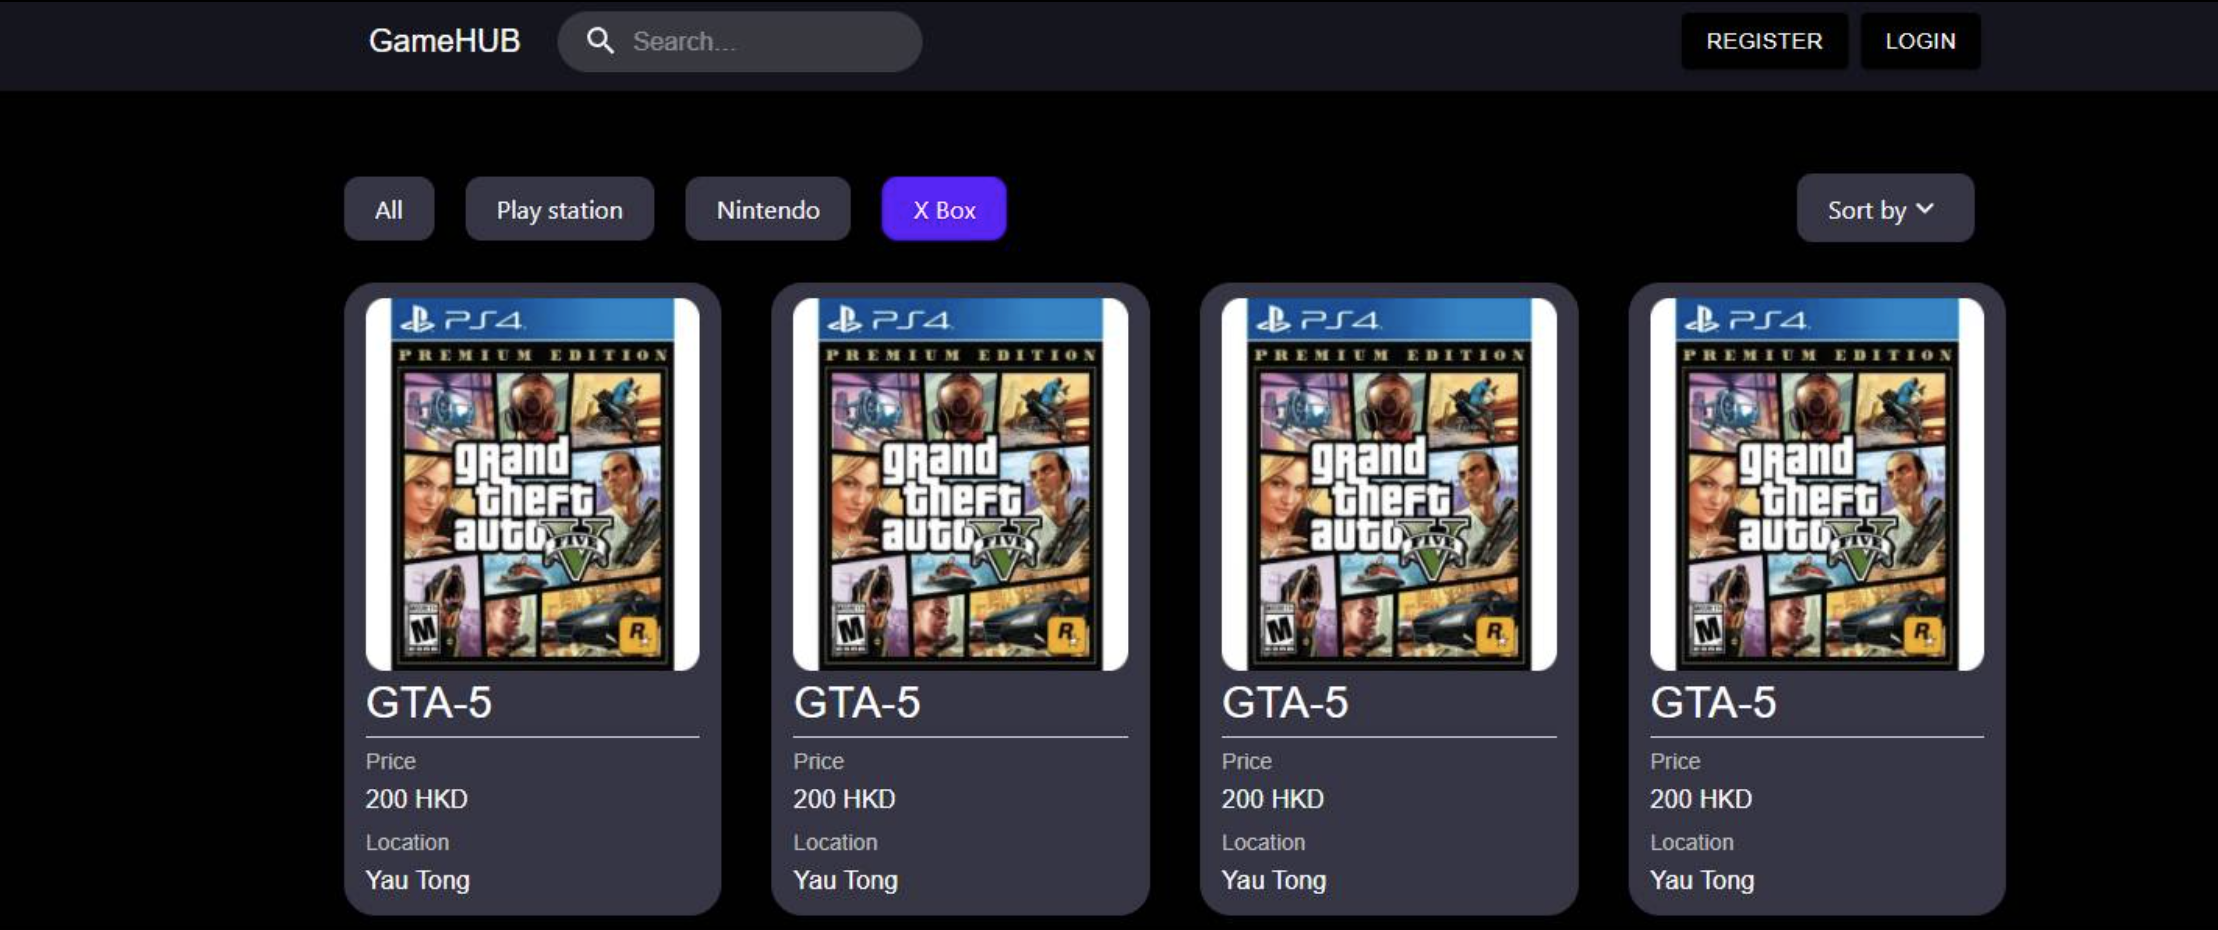 GameHUB Search... REGISTER LOGIN
All Play station Nintendo X Box Sort by
PS4 PS4 PS4 PS4
PREMIUM EDITION PREMIUM EDITION PREMIUM EDITION PREMIUM EDITION
grand theft auto V FIVE
grand theft auto V FIVE
grand theft auto V FIVE
grand theft auto V FIVE
M R M R M R M R
GTA-5 GTA-5 GTA-5 GTA-5
Price Price Price Price
200 HKD 200 HKD 200 HKD 200 HKD
Location Location Location Location
Yau Tong Yau Tong Yau Tong Yau Tong